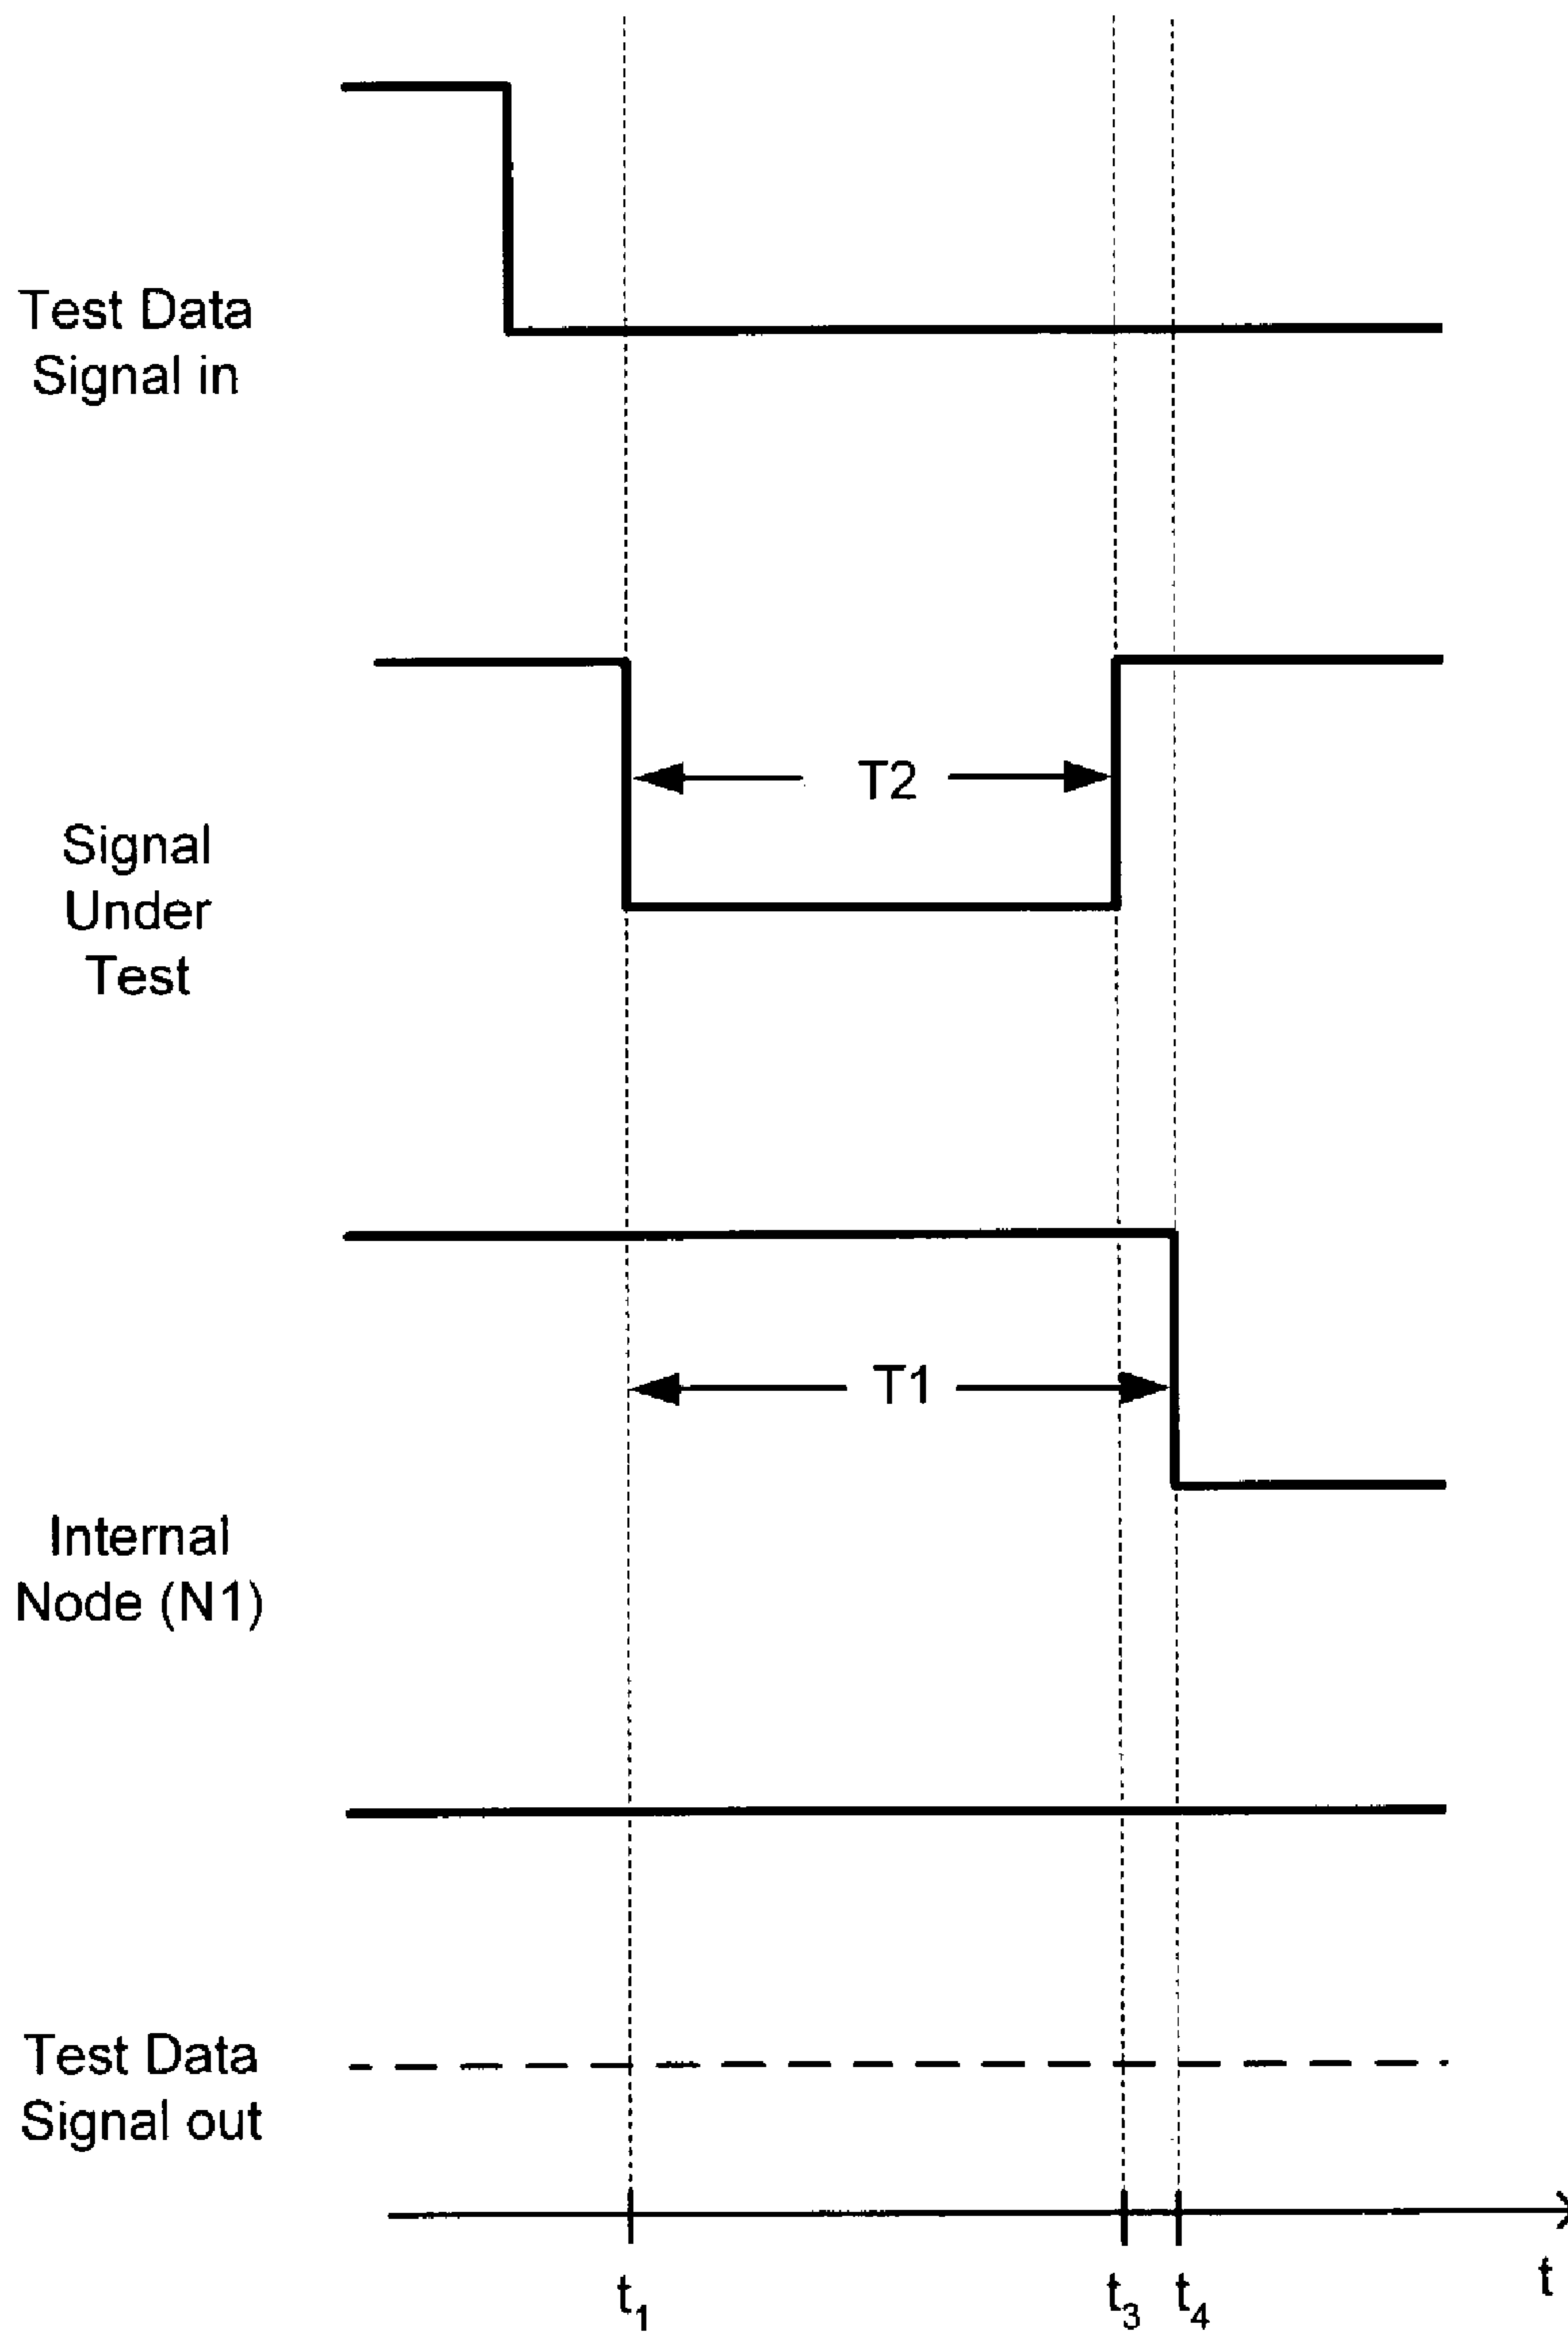 Test Data
Signal in
T2
Signal
Under
Test
T1
Internal
Node (N1)
Test Data
Signal out
t
t1
t3
t4